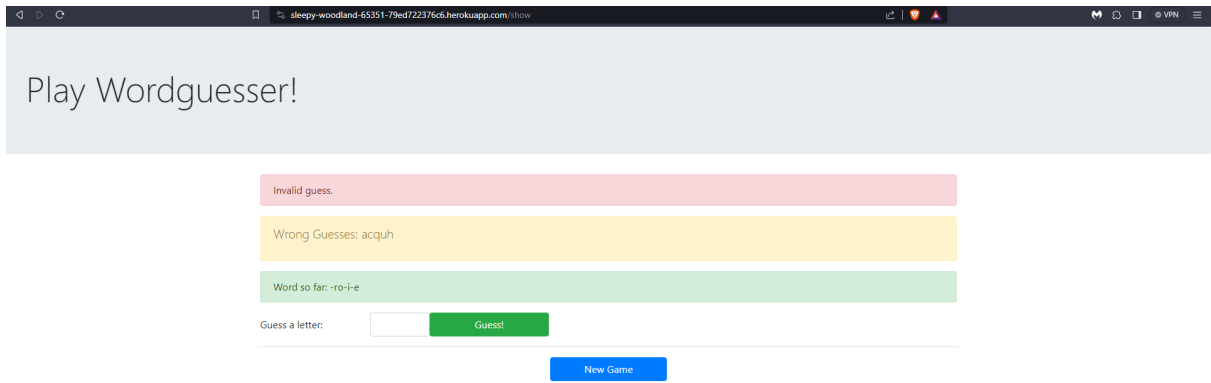 sleepy-woodland-65351-79ed722376c6.herokuapp.com/show
VPN
Play Wordguesser!
Invalid guess.
Wrong Guesses: acquh
Word so far: -ro-i-e
Guess a letter:
Guess!
New Game